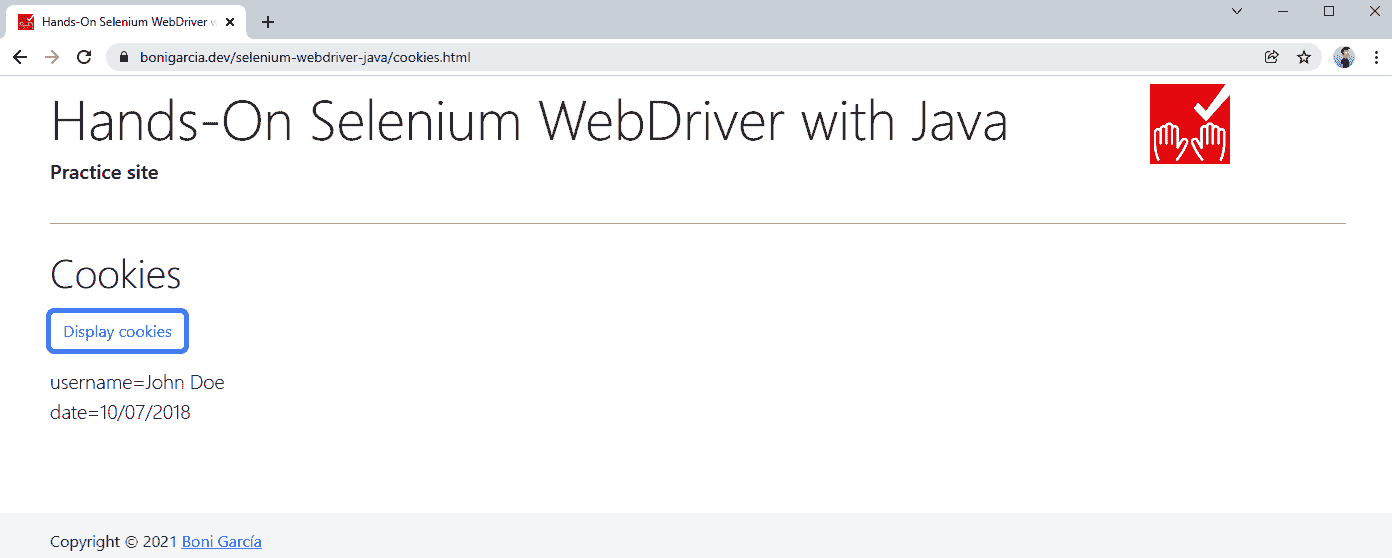 Hands-On Selenium WebDriver w
bonigarcia.dev/selenium-webdriver-java/cookies.html
Hands-On Selenium WebDriver with Java
Practice site
Cookies
Display cookies
username=John Doe
date=10/07/2018
Copyright © 2021 Boni García